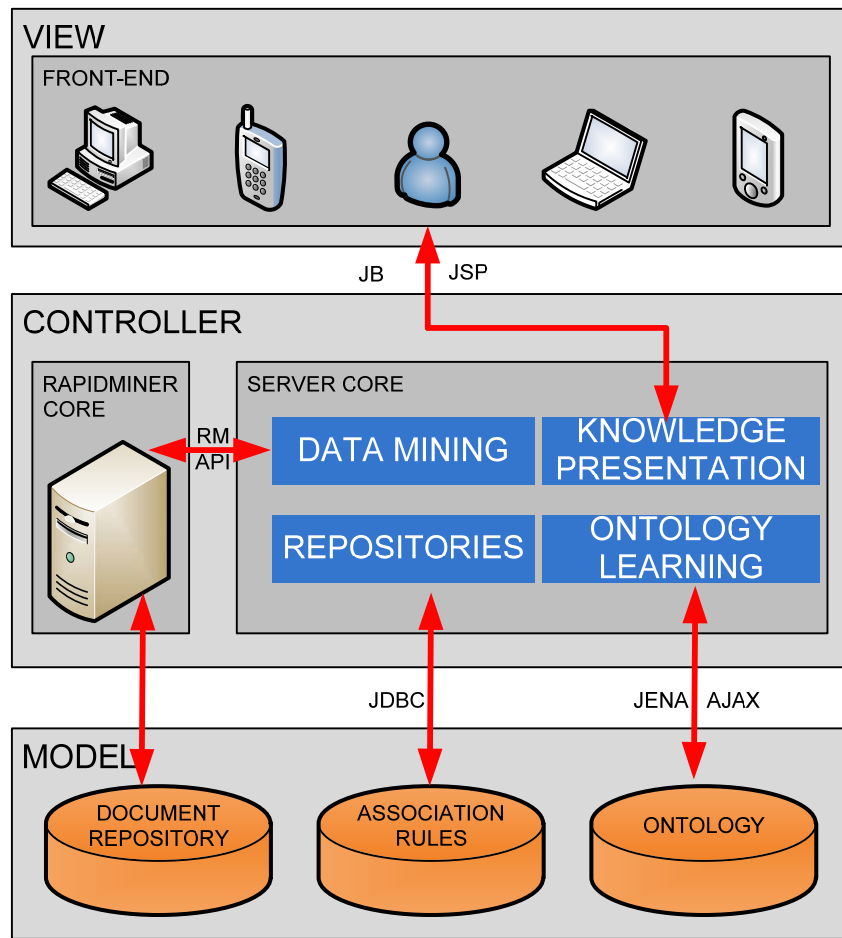 VIEW
FRONT-END
JB
JSP
CONTROLLER
RAPIDMINER
CORE
SERVER CORE
RM
API
DATA MINING
KNOWLEDGE
PRESENTATION
REPOSITORIES
ONTOLOGY
LEARNING
JDBC
JENA
AJAX
MODEL
DOCUMENT
REPOSITORY
ASSOCIATION
RULES
ONTOLOGY